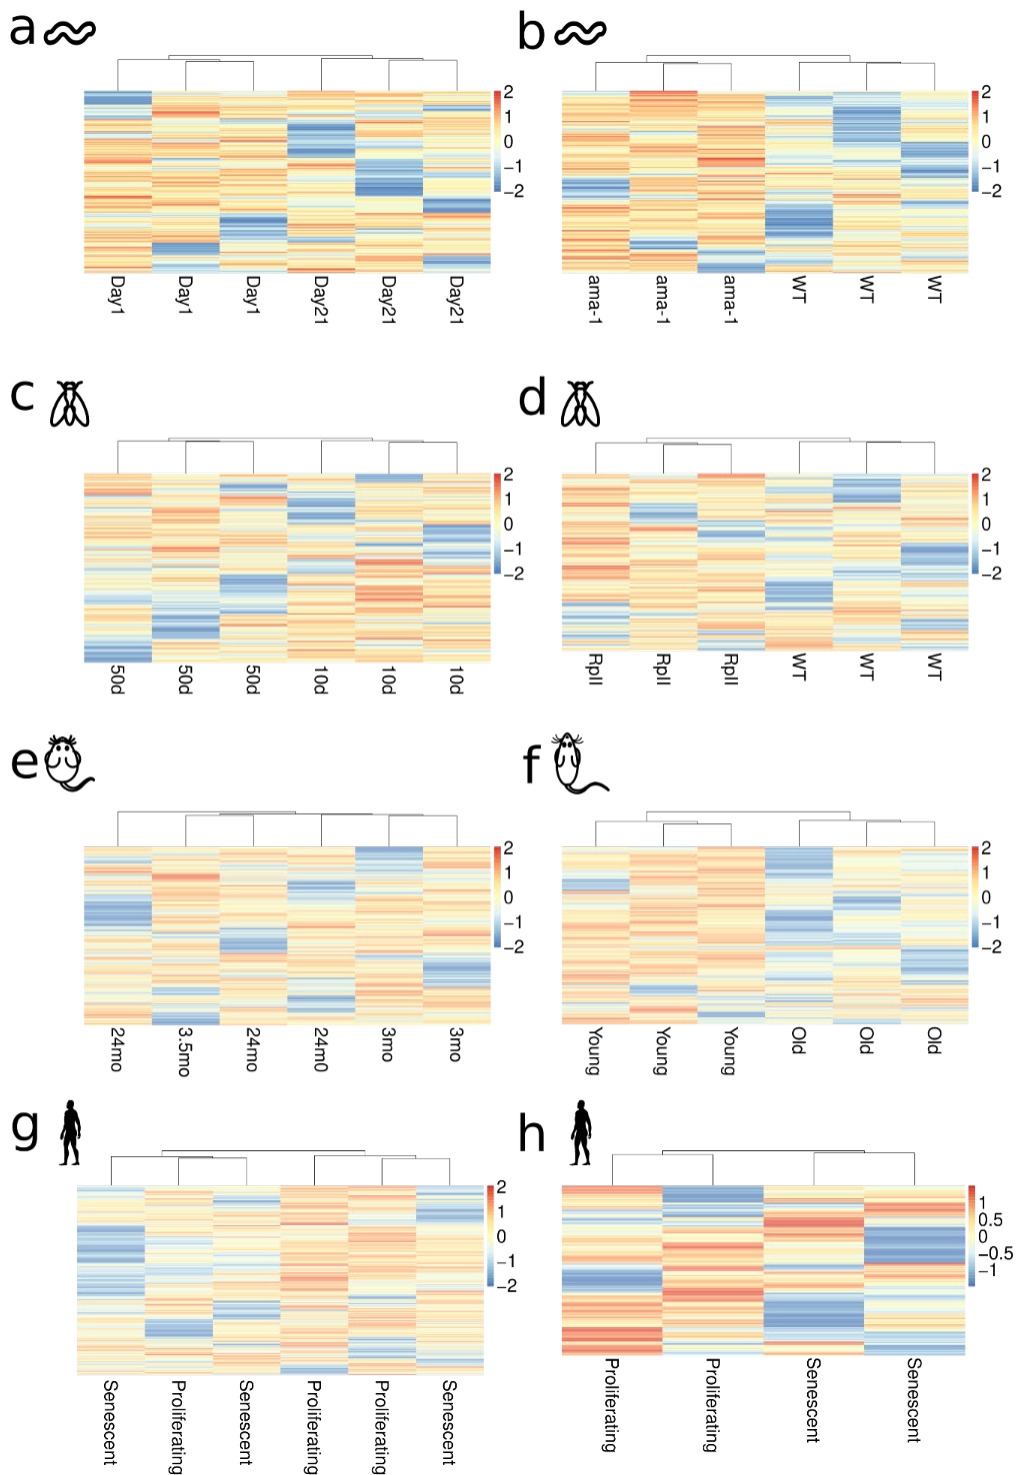 a
b
2
1
0
−1
−2
2
1
0
−1
−2
Day1 Day1 Day1 Day21 Day21 Day21
ama-1 ama-1 ama-1 WT WT WT
c
d
2
1
0
−1
−2
2
1
0
−1
−2
50d 50d 50d 10d 10d 10d
RpII RpII RpII WT WT WT
e
f
2
1
0
−1
−2
2
1
0
−1
−2
24mo 3.5mo 24mo 24m0 3mo 3mo
Young Young Young Old Old Old
g
h
2
1
0
−1
−2
1
0.5
0
−0.5
−1
Senescent Proliferating Senescent Proliferating Proliferating Senescent
Proliferating Proliferating Senescent Senescent